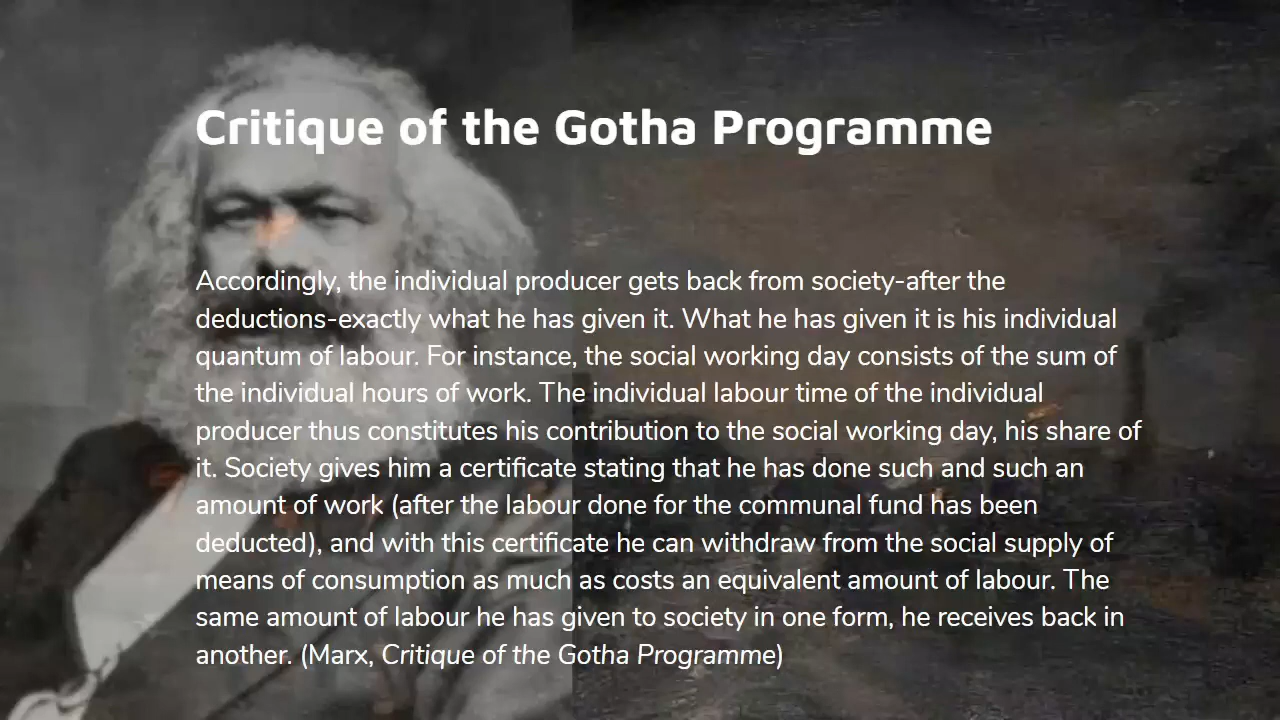 Critique of the Gotha Programme
Accordingly, the individual producer gets back from society-after the
deductions-exactly what he has given it. What he has given it is his individual
quantum of labour. For instance, the social working day consists of the sum of
the individual hours of work. The individual labour time of the individual
producer thus constitutes his contribution to the social working day, his share of
it. Society gives him a certificate stating that he has done such and such an
amount of work (after the labour done for the communal fund has been
deducted), and with this certificate he can withdraw from the social supply of
means of consumption as much as costs an equivalent amount of labour. The
same amount of labour he has given to society in one form, he receives back in
another. (Marx, Critique of the Gotha Programme)